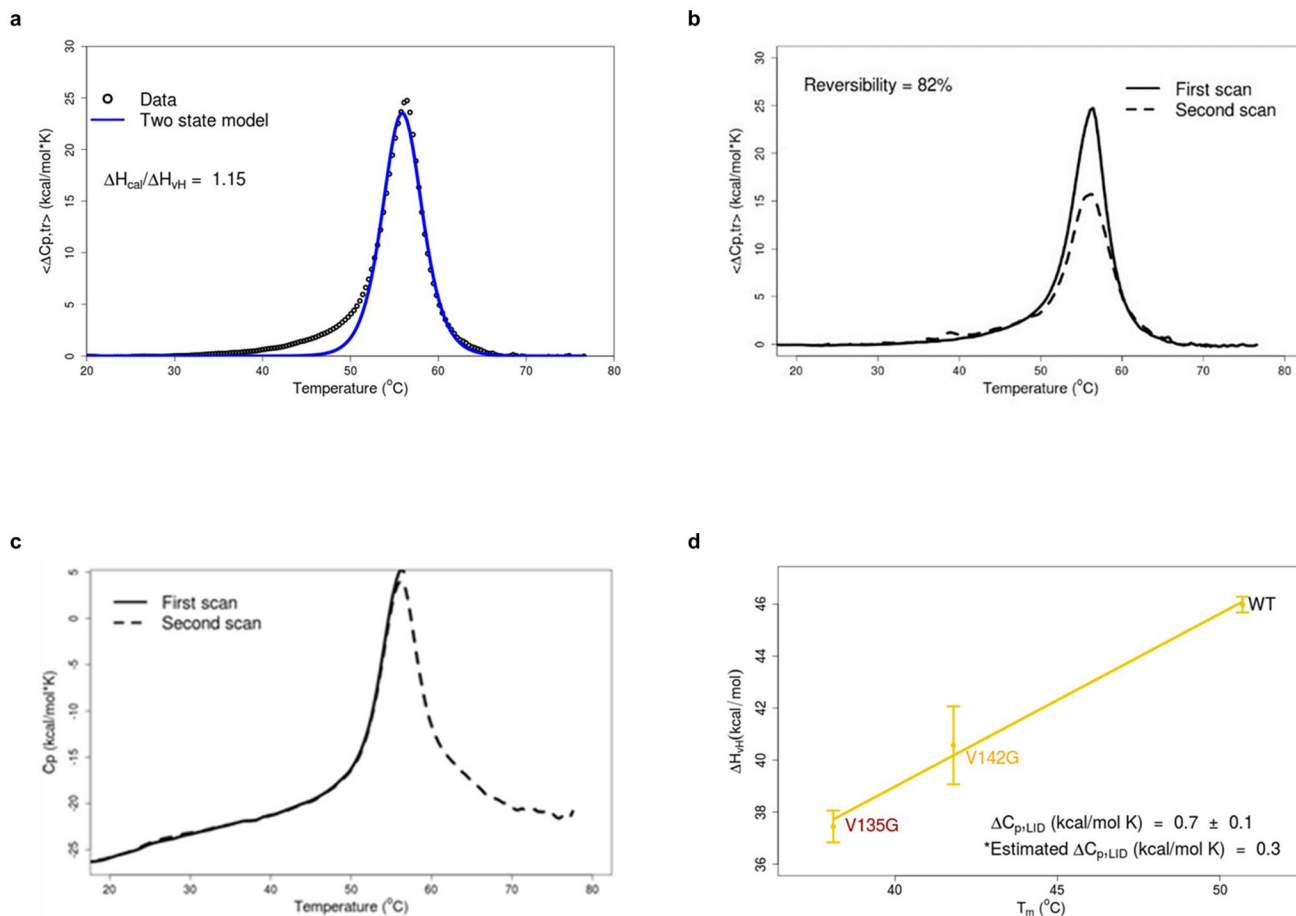 a
30
25
20
15
10
5
0
<ΔCp,tr> (kcal/mol*K)
Data
Two state model
ΔHcal/ΔHvH = 1.15
20 30 40 50 60 70 80
Temperature (°C)
b
30
25
20
15
10
5
0
<ΔCp,tr> (kcal/mol*K)
Reversibility = 82%
First scan
Second scan
20 30 40 50 60 70 80
Temperature (°C)
c
5
0
-5
-10
-15
-20
-25
Cp (kcal/mol*K)
First scan
Second scan
20 30 40 50 60 70 80
Temperature (°C)
d
46
44
42
40
38
36
ΔHvH(kcal/mol)
WT
V142G
V135G
ΔCp,LID (kcal/mol K) = 0.7 ± 0.1
*Estimated ΔCp,LID (kcal/mol K) = 0.3
40 45 50
Tm (°C)